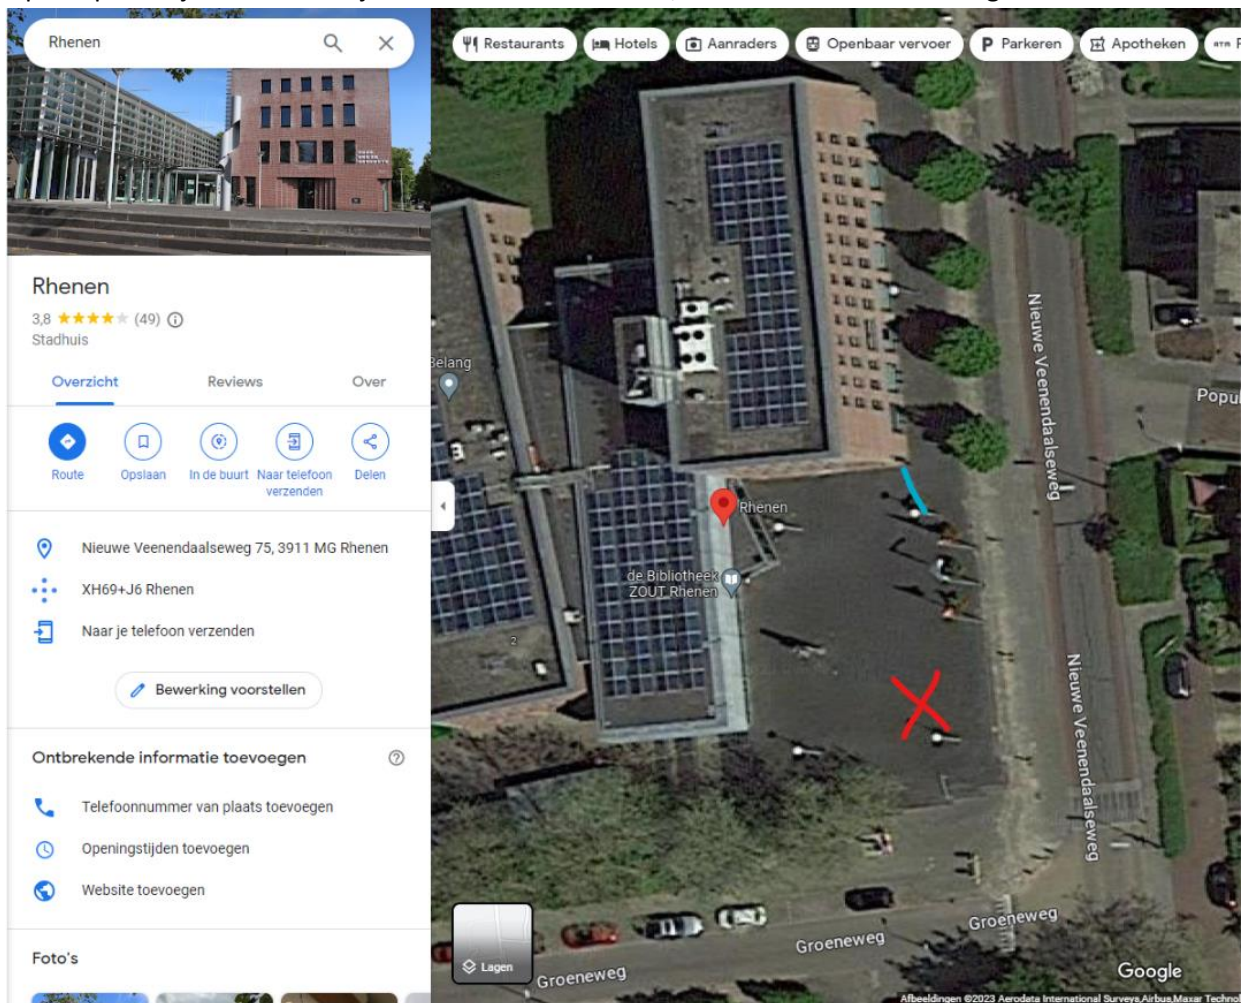 Rhenen
Restaurants
Hotels
Aanraders
Openbaar vervoer
Parkeren
Apotheken
Rhenen
3,8 (49)
Stadhuis
Overzicht
Reviews
Over
Route
Opslaan
In de buurt
Naar telefoon
verzenden
Delen
Nieuwe Veenendaalseweg 75, 3911 MG Rhenen
XH69+J6 Rhenen
Naar je telefoon verzenden
Bewerking voorstellen
Ontbrekende informatie toevoegen
Telefoonnummer van plaats toevoegen
Openingstijden toevoegen
Website toevoegen
Foto's
Belang
Nieuwe Veenendaalseweg
Popul
Rhenen
de Bibliotheek
ZOUT Rhenen
2
Nieuwe Veenendaalseweg
Groeneweg
Groeneweg
Groeneweg
Lagen
Google
Afbeeldingen ©2023 Aerodata International Surveys,Airbus,Maxar Technol